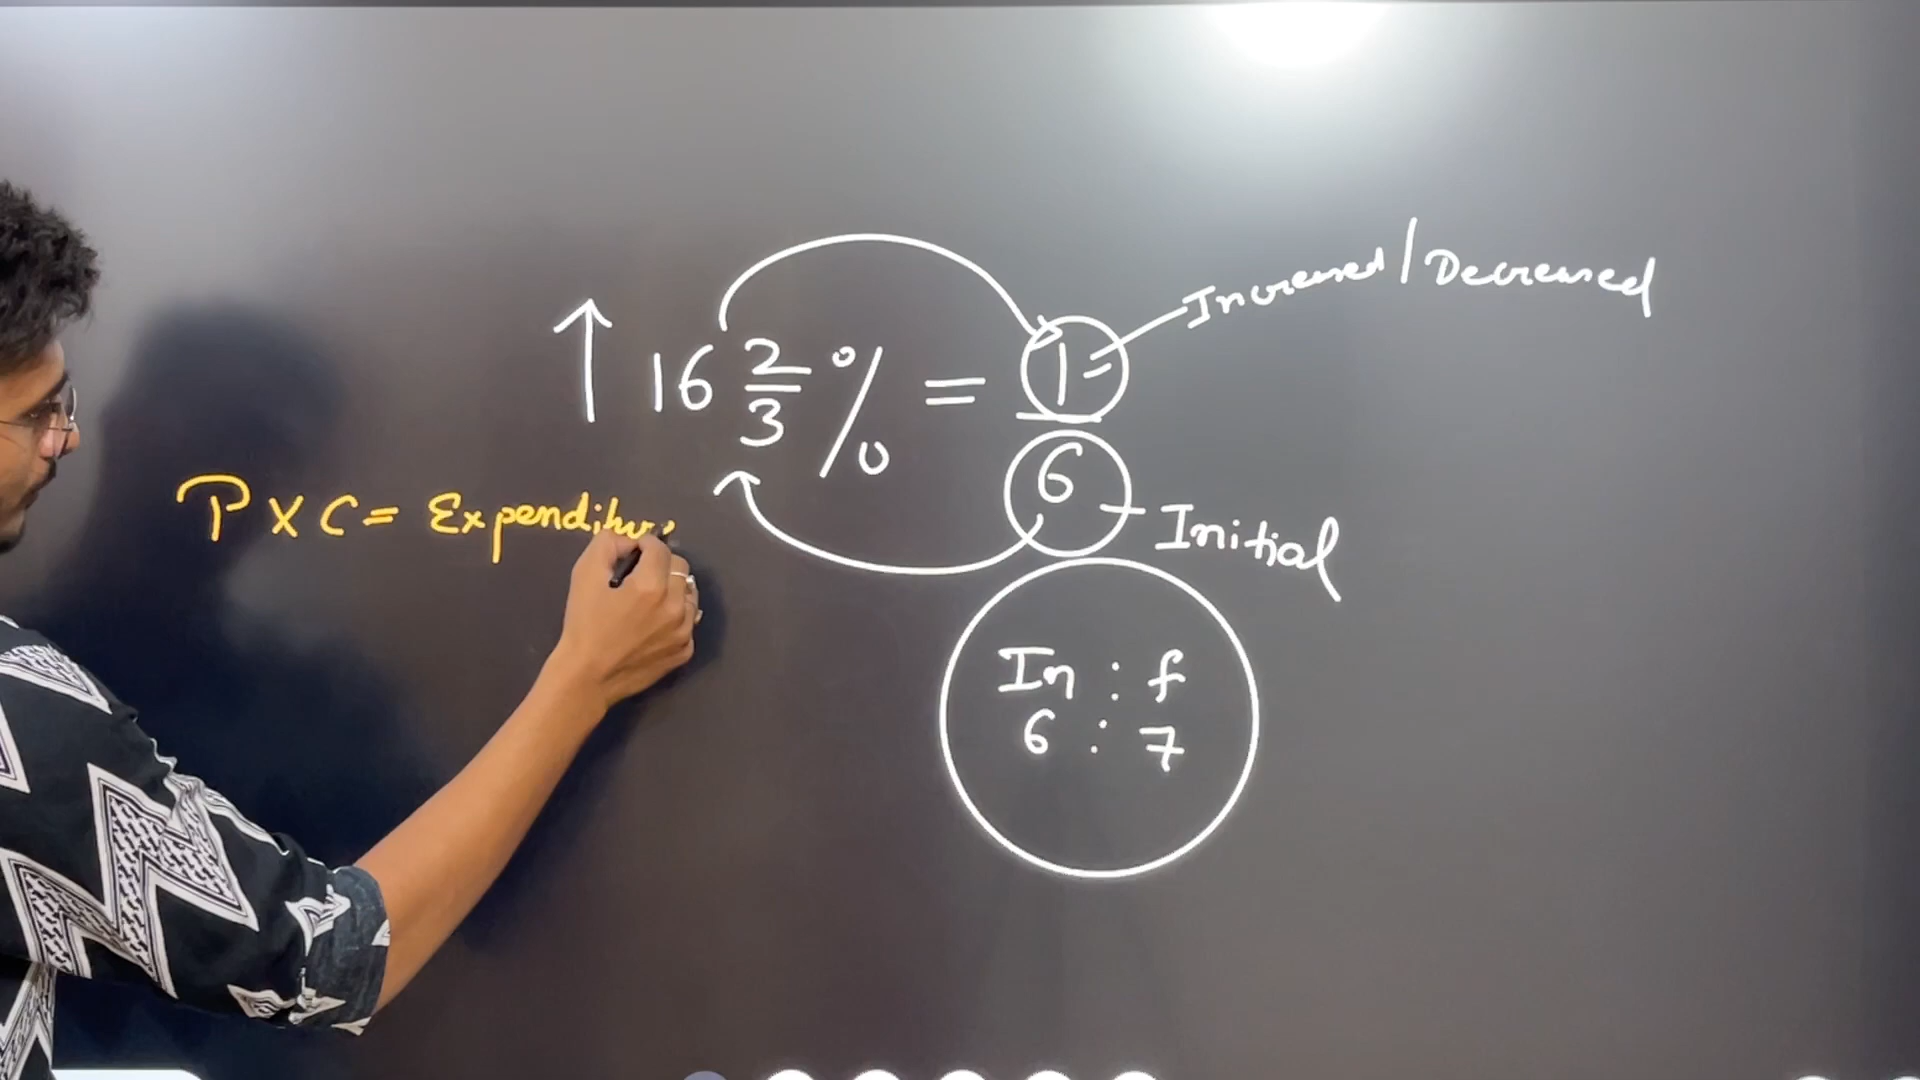 Increased/Decreased
↑ 16 2/3 % = 1/6
P x C = Expenditure
Initial
In : f
6 : 7